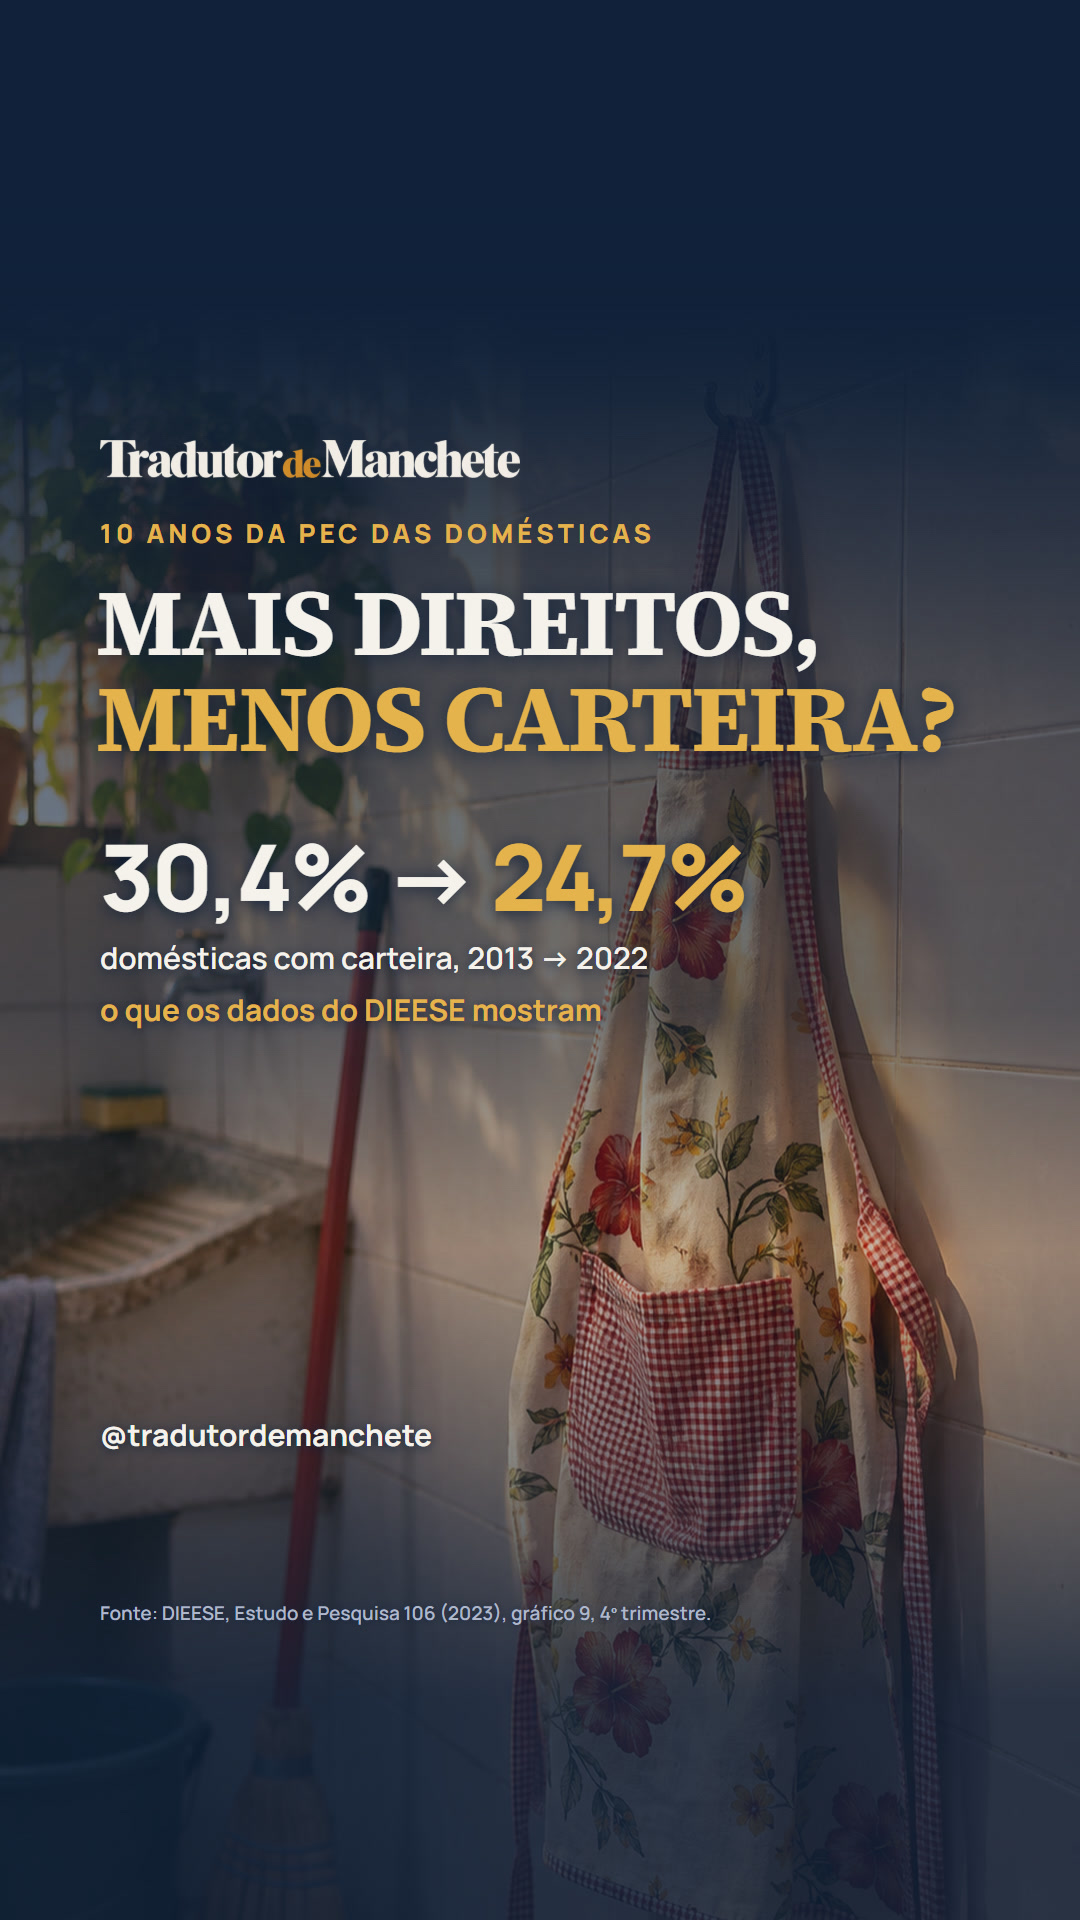 TradutordeManchete
10 ANOS DA PEC DAS DOMÉSTICAS
MAIS DIREITOS,
MENOS CARTEIRA?
30,4% → 24,7%
domésticas com carteira, 2013 → 2022
o que os dados do DIEESE mostram
@tradutordemanchete
Fonte: DIEESE, Estudo e Pesquisa 106 (2023), gráfico 9, 4º trimestre.